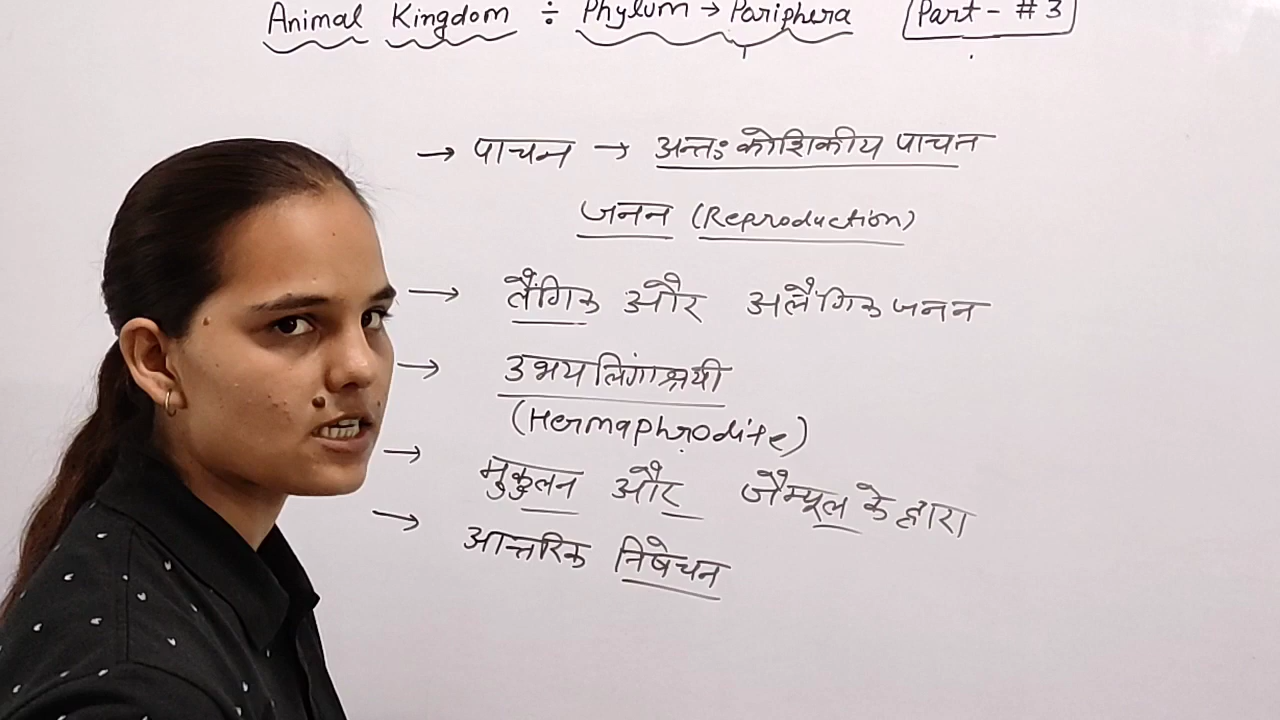 Animal Kingdom ÷ Phylum → Poriphera Part - #3
→ पाचन → अन्तः कोशिकीय पाचन
जनन (Reproduction)
→ लैंगिक और अलैंगिक जनन
→ उभयलिंगाश्रयी
(Hermaphrodite)
→ मुकुलन और जैम्यूल के द्वारा
→ आन्तरिक निषेचन